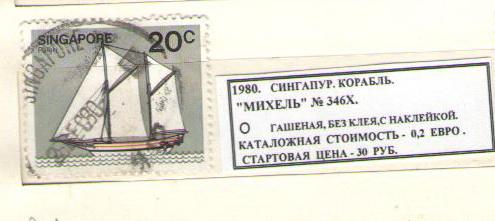 SINGAPORE 20C
1980. СИНГАПУР. КОРАБЛЬ.
"МИХЕЛЬ" № 346X.
О ГАШЕНАЯ, БЕЗ КЛЕЯ,С НАКЛЕЙКОЙ.
КАТАЛОЖНАЯ СТОИМОСТЬ - 0,2 ЕВРО .
СТАРТОВАЯ ЦЕНА - 30 РУБ.